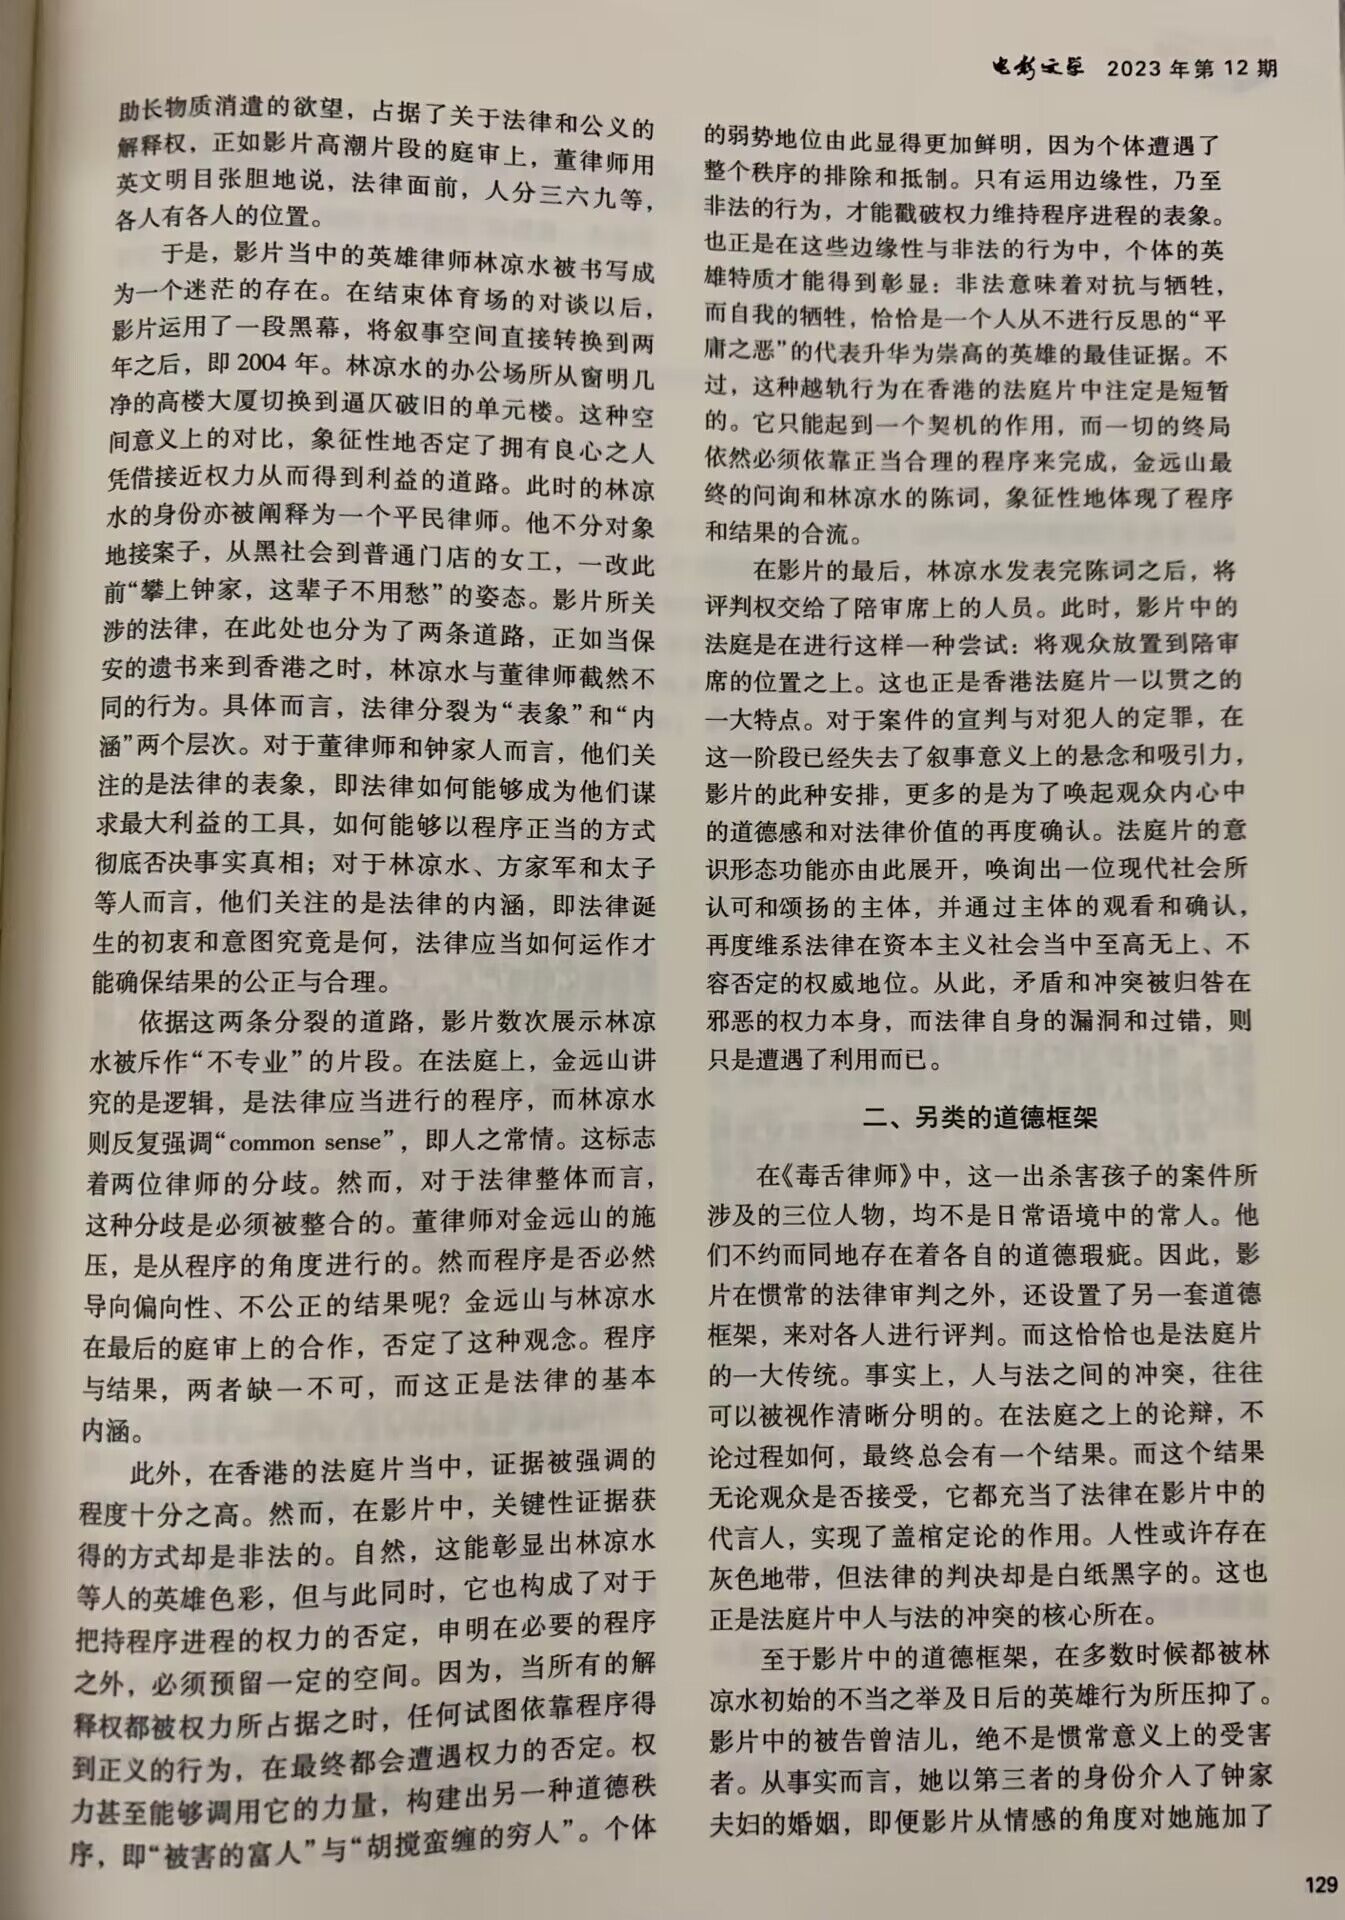 电影文学 2023年第12期
助长物质消遣的欲望，占据了关于法律和公义的
解释权，正如影片高潮片段的庭审上，董律师用
英文明目张胆地说，法律面前，人分三六九等，
各人有各人的位置。
于是，影片当中的英雄律师林凉水被书写成
为一个迷茫的存在。在结束体育场的对谈以后，
影片运用了一段黑幕，将叙事空间直接转换到两
年之后，即 2004 年。林凉水的办公场所从窗明几
净的高楼大厦切换到逼仄破旧的单元楼。这种空
间意义上的对比，象征性地否定了拥有良心之人
凭借接近权力从而得到利益的道路。此时的林凉
水的身份亦被阐释为一个平民律师。他不分对象
地接案子，从黑社会到普通门店的女工，一改此
前“攀上钟家，这辈子不用愁”的姿态。影片所关
涉的法律，在此处也分为了两条道路，正如当保
安的遗书来到香港之时，林凉水与董律师截然不
同的行为。具体而言，法律分裂为“表象”和“内
涵”两个层次。对于董律师和钟家人而言，他们关
注的是法律的表象，即法律如何能够成为他们谋
求最大利益的工具，如何能够以程序正当的方式
彻底否决事实真相；对于林凉水、方家军和太子
等人而言，他们关注的是法律的内涵，即法律诞
生的初衷和意图究竟是何，法律应当如何运作才
能确保结果的公正与合理。
依据这两条分裂的道路，影片数次展示林凉
水被斥作“不专业”的片段。在法庭上，金远山讲
究的是逻辑，是法律应当进行的程序，而林凉水
则反复强调“common sense”，即人之常情。这标志
着两位律师的分歧。然而，对于法律整体而言，
这种分歧是必须被整合的。董律师对金远山的施
压，是从程序的角度进行的。然而程序是否必然
导向偏向性、不公正的结果呢？金远山与林凉水
在最后的庭审上的合作，否定了这种观念。程序
与结果，两者缺一不可，而这正是法律的基本
内涵。
此外，在香港的法庭片当中，证据被强调的
程度十分之高。然而，在影片中，关键性证据获
得的方式却是非法的。自然，这能彰显出林凉水
等人的英雄色彩，但与此同时，它也构成了对于
把持程序进程的权力的否定，申明在必要的程序
之外，必须预留一定的空间。因为，当所有的解
释权都被权力所占据之时，任何试图依靠程序得
到正义的行为，在最终都会遭遇权力的否定。权
力甚至能够调用它的力量，构建出另一种道德秩
序，即“被害的富人”与“胡搅蛮缠的穷人”。个体
的弱势地位由此显得更加鲜明，因为个体遭遇了
整个秩序的排除和抵制。只有运用边缘性，乃至
非法的行为，才能戳破权力维持程序进程的表象。
也正是在这些边缘性与非法的行为中，个体的英
雄特质才能得到彰显：非法意味着对抗与牺牲，
而自我的牺牲，恰恰是一个人从不进行反思的“平
庸之恶”的代表升华为崇高的英雄的最佳证据。不
过，这种越轨行为在香港的法庭片中注定是短暂
的。它只能起到一个契机的作用，而一切的终局
依然必须依靠正当合理的程序来完成，金远山最
终的问询和林凉水的陈词，象征性地体现了程序
和结果的合流。
在影片的最后，林凉水发表完陈词之后，将
评判权交给了陪审席上的人员。此时，影片中的
法庭是在进行这样一种尝试：将观众放置到陪审
席的位置之上。这也正是香港法庭片一以贯之的
一大特点。对于案件的宣判与对犯人的定罪，在
这一阶段已经失去了叙事意义上的悬念和吸引力，
影片的此种安排，更多的是为了唤起观众内心中
的道德感和对法律价值的再度确认。法庭片的意
识形态功能亦由此展开，唤询出一位现代社会所
认可和颂扬的主体，并通过主体的观看和确认，
再度维系法律在资本主义社会当中至高无上、不
容否定的权威地位。从此，矛盾和冲突被归咎在
邪恶的权力本身，而法律自身的漏洞和过错，则
只是遭遇了利用而已。
二、另类的道德框架
在《毒舌律师》中，这一出杀害孩子的案件所
涉及的三位人物，均不是日常语境中的常人。他
们不约而同地存在着各自的道德瑕疵。因此，影
片在惯常的法律审判之外，还设置了另一套道德
框架，来对各人进行评判。而这恰恰也是法庭片
的一大传统。事实上，人与法之间的冲突，往往
可以被视作清晰分明的。在法庭之上的论辩，不
论过程如何，最终总会有一个结果。而这个结果
无论观众是否接受，它都充当了法律在影片中的
代言人，实现了盖棺定论的作用。人性或许存在
灰色地带，但法律的判决却是白纸黑字的。这也
正是法庭片中人与法的冲突的核心所在。
至于影片中的道德框架，在多数时候都被林
凉水初始的不当之举及日后的英雄行为所压抑了。
影片中的被告曾洁儿，绝不是惯常意义上的受害
者。从事实而言，她以第三者的身份介入了钟家
夫妇的婚姻，即便影片从情感的角度对她施加了
129